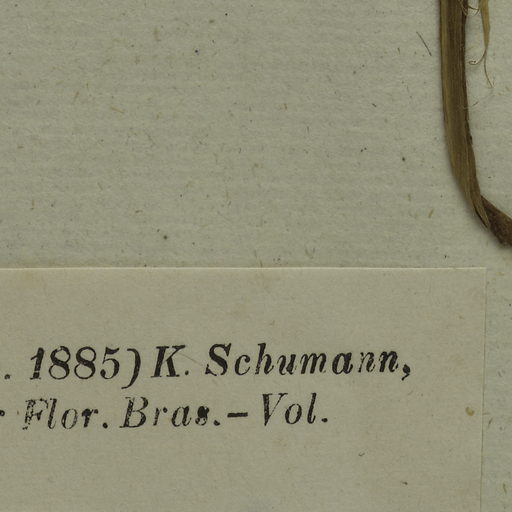 . 1885) K. Schumann,
Flor. Bras.—Vol.